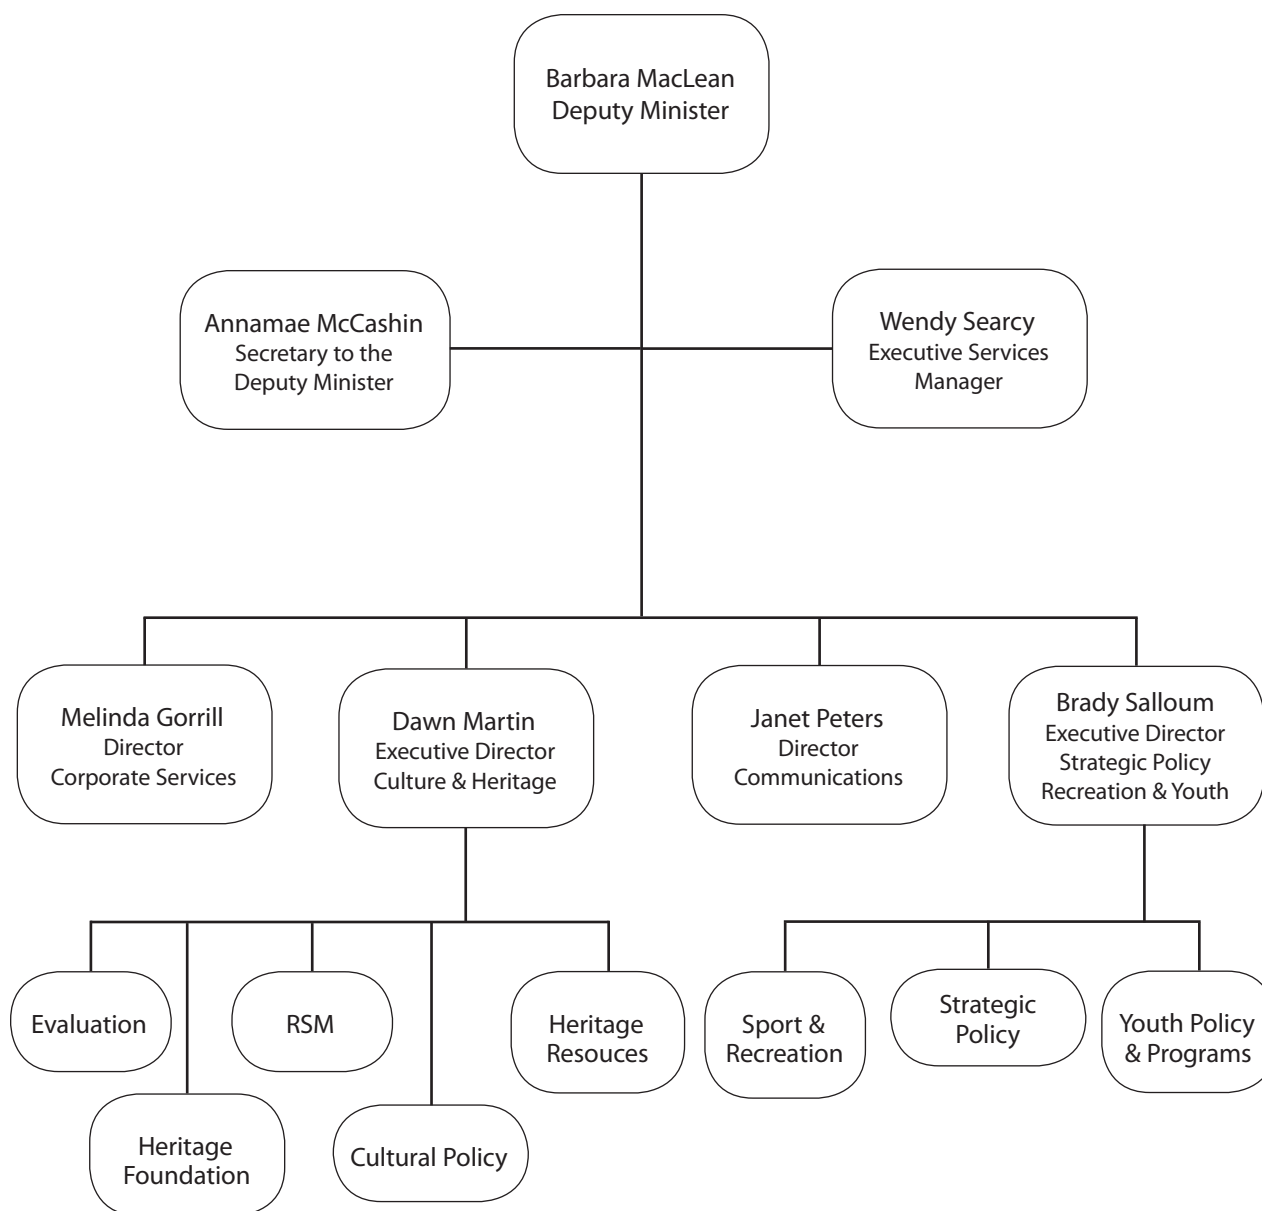 Barbara MacLean
Deputy Minister
Annamae McCashin
Secretary to the
Deputy Minister
Wendy Searcy
Executive Services
Manager
Melinda Gorrill
Director
Corporate Services
Dawn Martin
Executive Director
Culture & Heritage
Janet Peters
Director
Communications
Brady Salloum
Executive Director
Strategic Policy
Recreation & Youth
Evaluation
RSM
Heritage
Resouces
Sport &
Recreation
Strategic
Policy
Youth Policy
& Programs
Heritage
Foundation
Cultural Policy